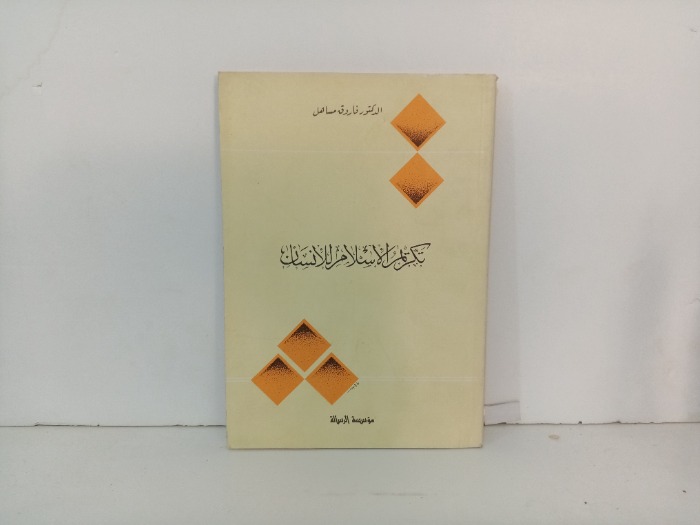 الدكتور فاروق مساهل
تكريم الإسلام للإنسان
مؤسسة الرسالة